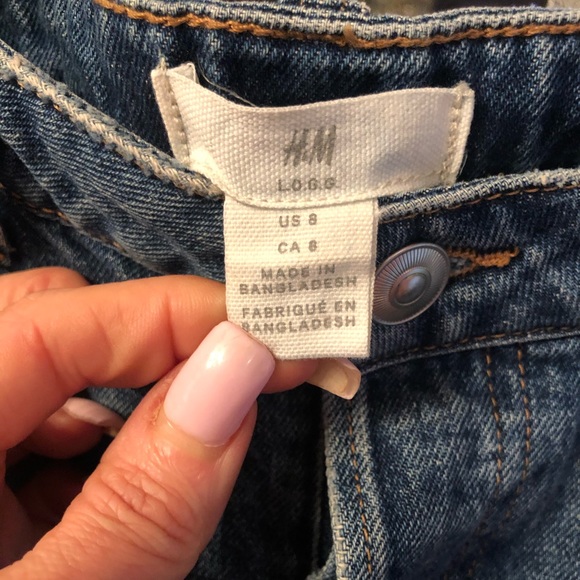 H&M
L.O.G.G.
US 8
CA 8
MADE IN
BANGLADESH
FABRIQUÉ EN
BANGLADESH